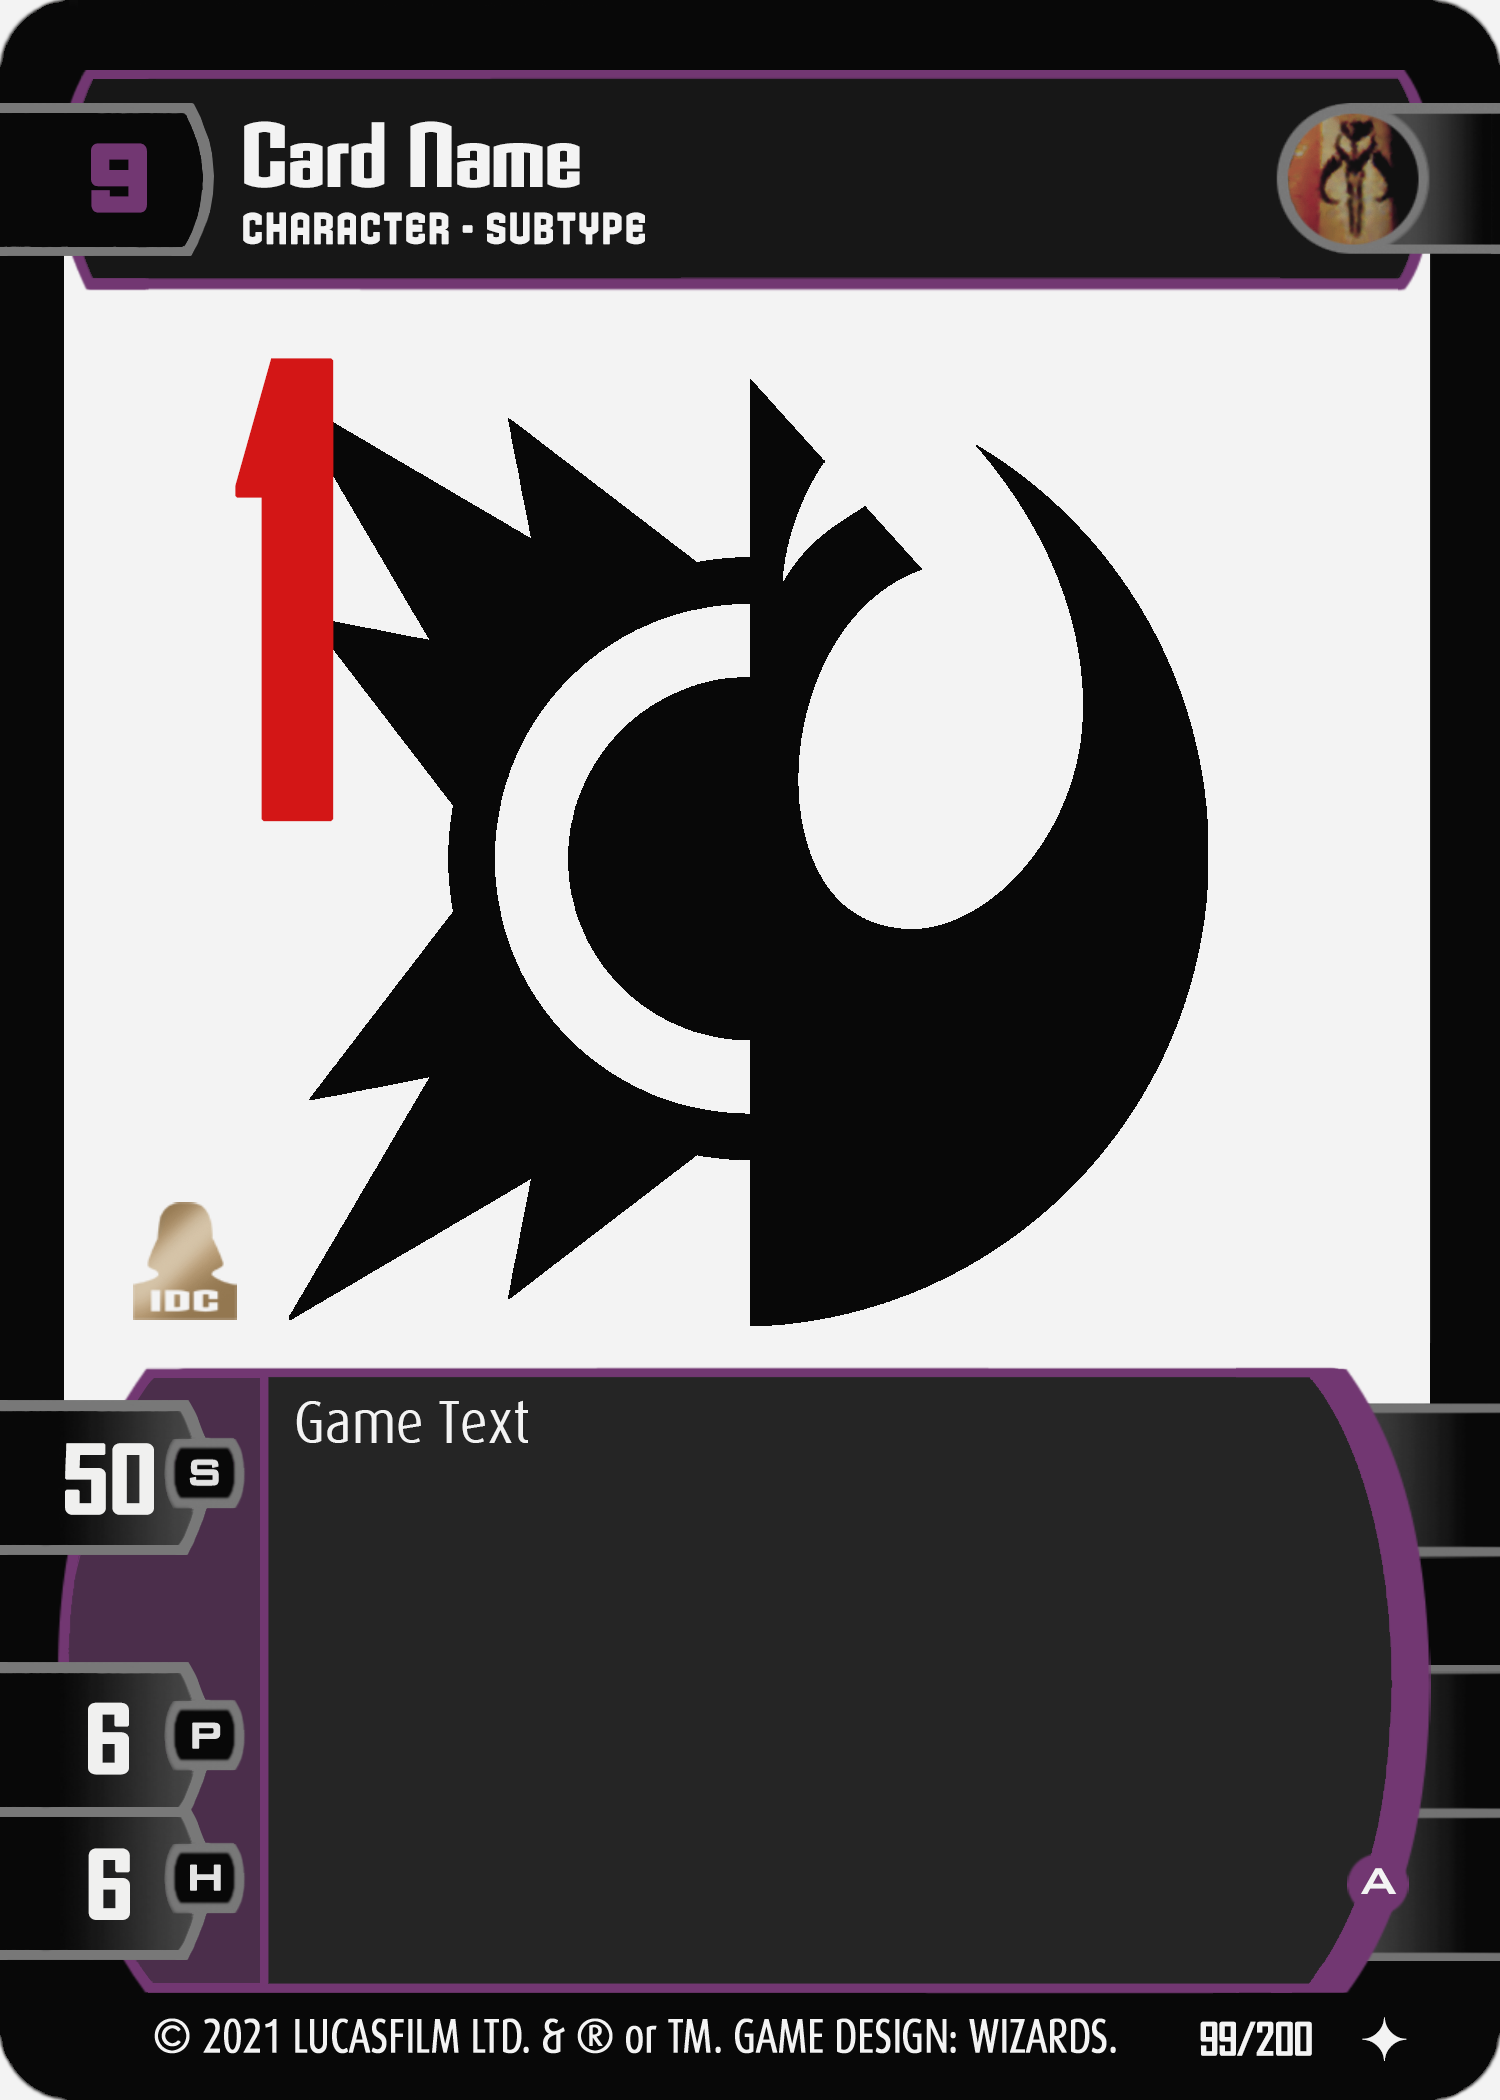 9
Card Name
CHARACTER - SUBTYPE
1
IDC
50 S
Game Text
6 P
6 H
A
© 2021 LUCASFILM LTD. & ® or TM. GAME DESIGN: WIZARDS.
99/200